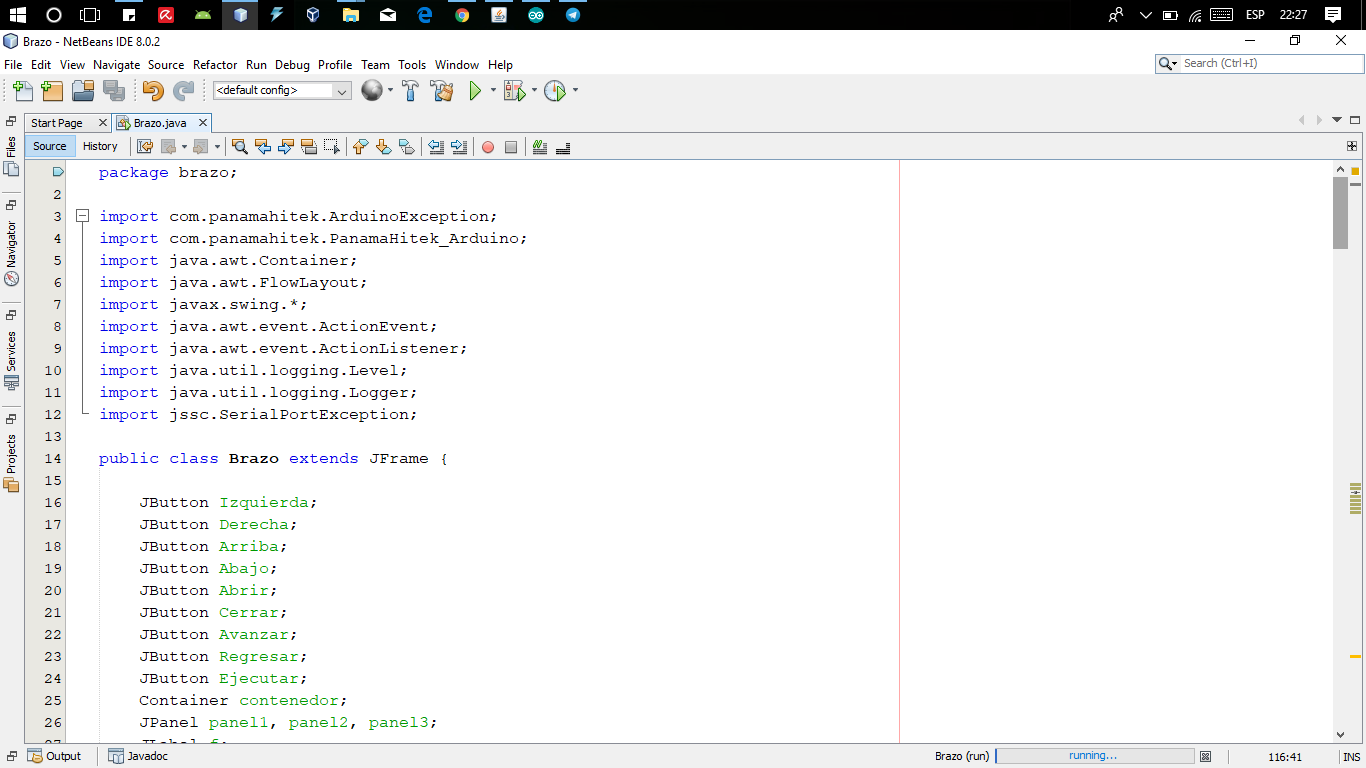 ESP 22:27
Brazo - NetBeans IDE 8.0.2
File Edit View Navigate Source Refactor Run Debug Profile Team Tools Window Help
Search (Ctrl+I)
<default config>
Start Page Brazo.java
Source History
Files
Navigator
Services
Projects
package brazo;
2
3 import com.panamahitek.ArduinoException;
4 import com.panamahitek.PanamaHitek_Arduino;
5 import java.awt.Container;
6 import java.awt.FlowLayout;
7 import javax.swing.*;
8 import java.awt.event.ActionEvent;
9 import java.awt.event.ActionListener;
10 import java.util.logging.Level;
11 import java.util.logging.Logger;
12 import jssc.SerialPortException;
13
14 public class Brazo extends JFrame {
15
16 JButton Izquierda;
17 JButton Derecha;
18 JButton Arriba;
19 JButton Abajo;
20 JButton Abrir;
21 JButton Cerrar;
22 JButton Avanzar;
23 JButton Regresar;
24 JButton Ejecutar;
25 Container contenedor;
26 JPanel panel1, panel2, panel3;
27 JLabel f;
Output Javadoc Brazo (run) running... 116:41 INS